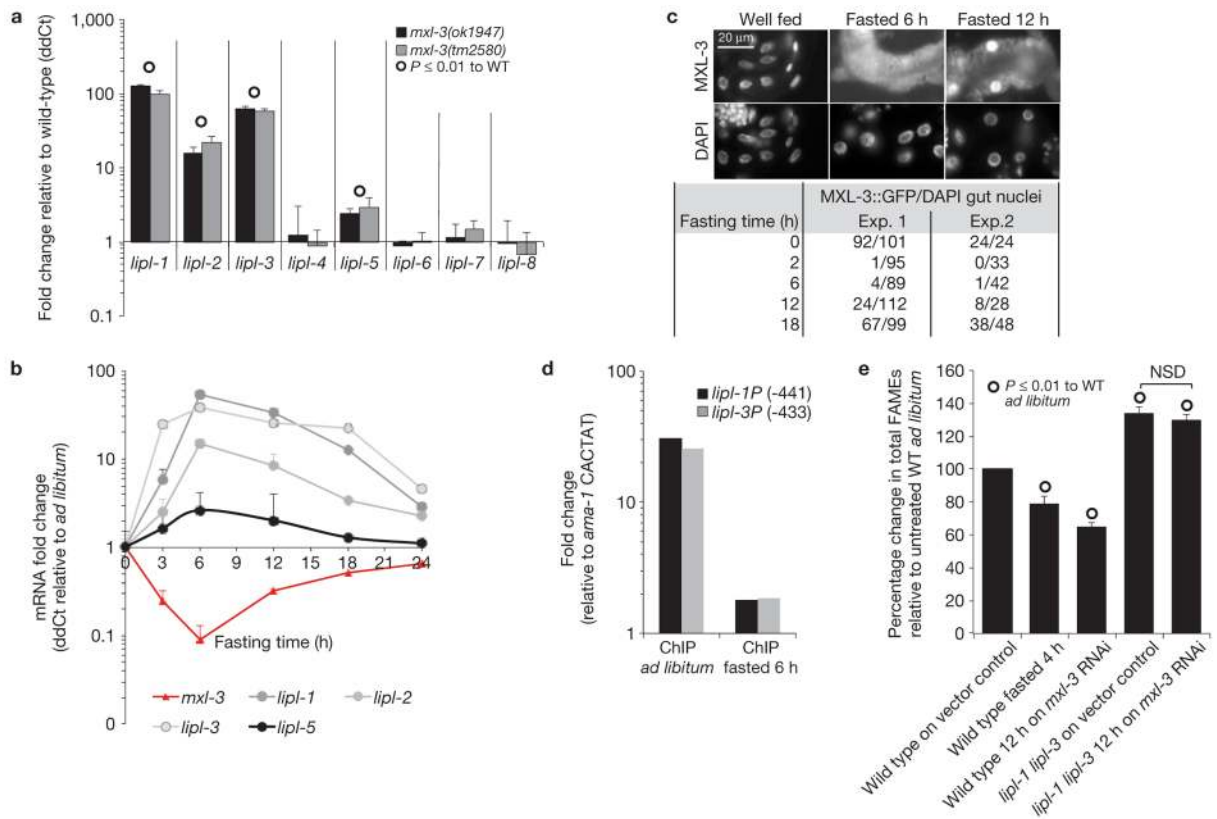 a
Fold change relative to wild-type (ddCt)
1,000
100
10
1
0.1
mxl-3(ok1947)
mxl-3(tm2580)
P ≤ 0.01 to WT
lipl-1 lipl-2 lipl-3 lipl-4 lipl-5 lipl-6 lipl-7 lipl-8
b
mRNA fold change
(ddCt relative to ad libitum)
100
10
1
0.1
0
0 3 6 9 12 15 18 21 24
Fasting time (h)
mxl-3 lipl-1 lipl-2
lipl-3 lipl-5
c
Well fed Fasted 6 h Fasted 12 h
20 µm
MXL-3
DAPI
MXL-3::GFP/DAPI gut nuclei
Fasting time (h) Exp. 1 Exp.2
0 92/101 24/24
2 1/95 0/33
6 4/89 1/42
12 24/112 8/28
18 67/99 38/48
d
Fold change
(relative to ama-1 CACTAT)
100
10
1
lipl-1P (-441)
lipl-3P (-433)
ChIP ChIP
ad libitum fasted 6 h
e
Percentage change in total FAMEs
relative to untreated WT ad libitum
160
140
120
100
80
60
40
20
0
P ≤ 0.01 to WT
ad libitum
NSD
Wild type on vector control
Wild type fasted 4 h
Wild type 12 h on mxl-3 RNAi
lipl-1 lipl-3 on vector control
lipl-1 lipl-3 12 h on mxl-3 RNAi